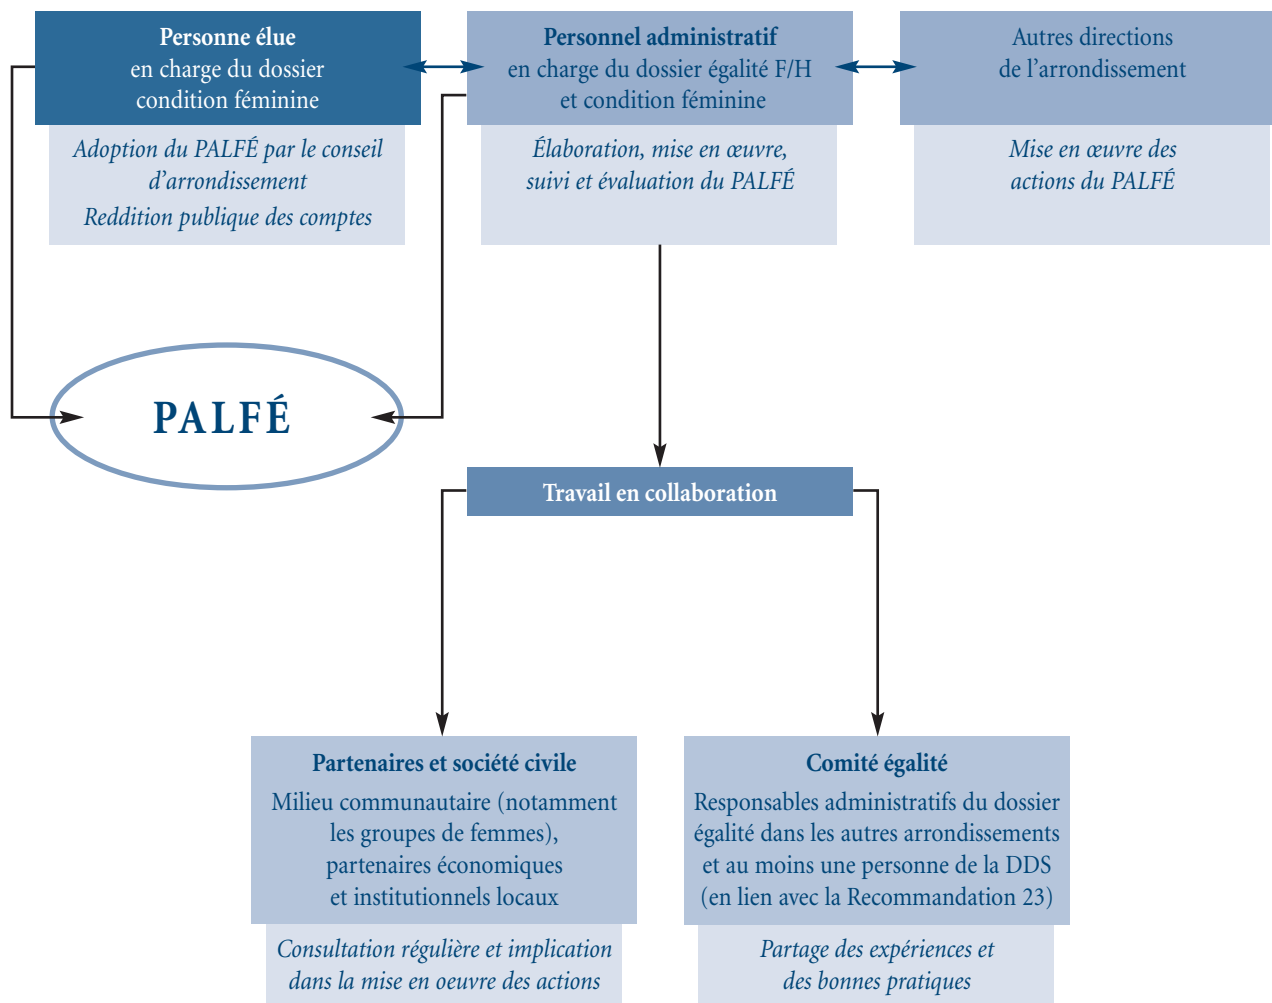 Personne élue
en charge du dossier
condition féminine
Adoption du PALFÉ par le conseil
d'arrondissement
Reddition publique des comptes
Personnel administratif
en charge du dossier égalité F/H
et condition féminine
Élaboration, mise en œuvre,
suivi et évaluation du PALFÉ
Autres directions
de l'arrondissement
Mise en œuvre des
actions du PALFÉ
PALFÉ
Travail en collaboration
Partenaires et société civile
Milieu communautaire (notamment
les groupes de femmes),
partenaires économiques
et institutionnels locaux
Consultation régulière et implication
dans la mise en oeuvre des actions
Comité égalité
Responsables administratifs du dossier
égalité dans les autres arrondissements
et au moins une personne de la DDS
(en lien avec la Recommandation 23)
Partage des expériences et
des bonnes pratiques